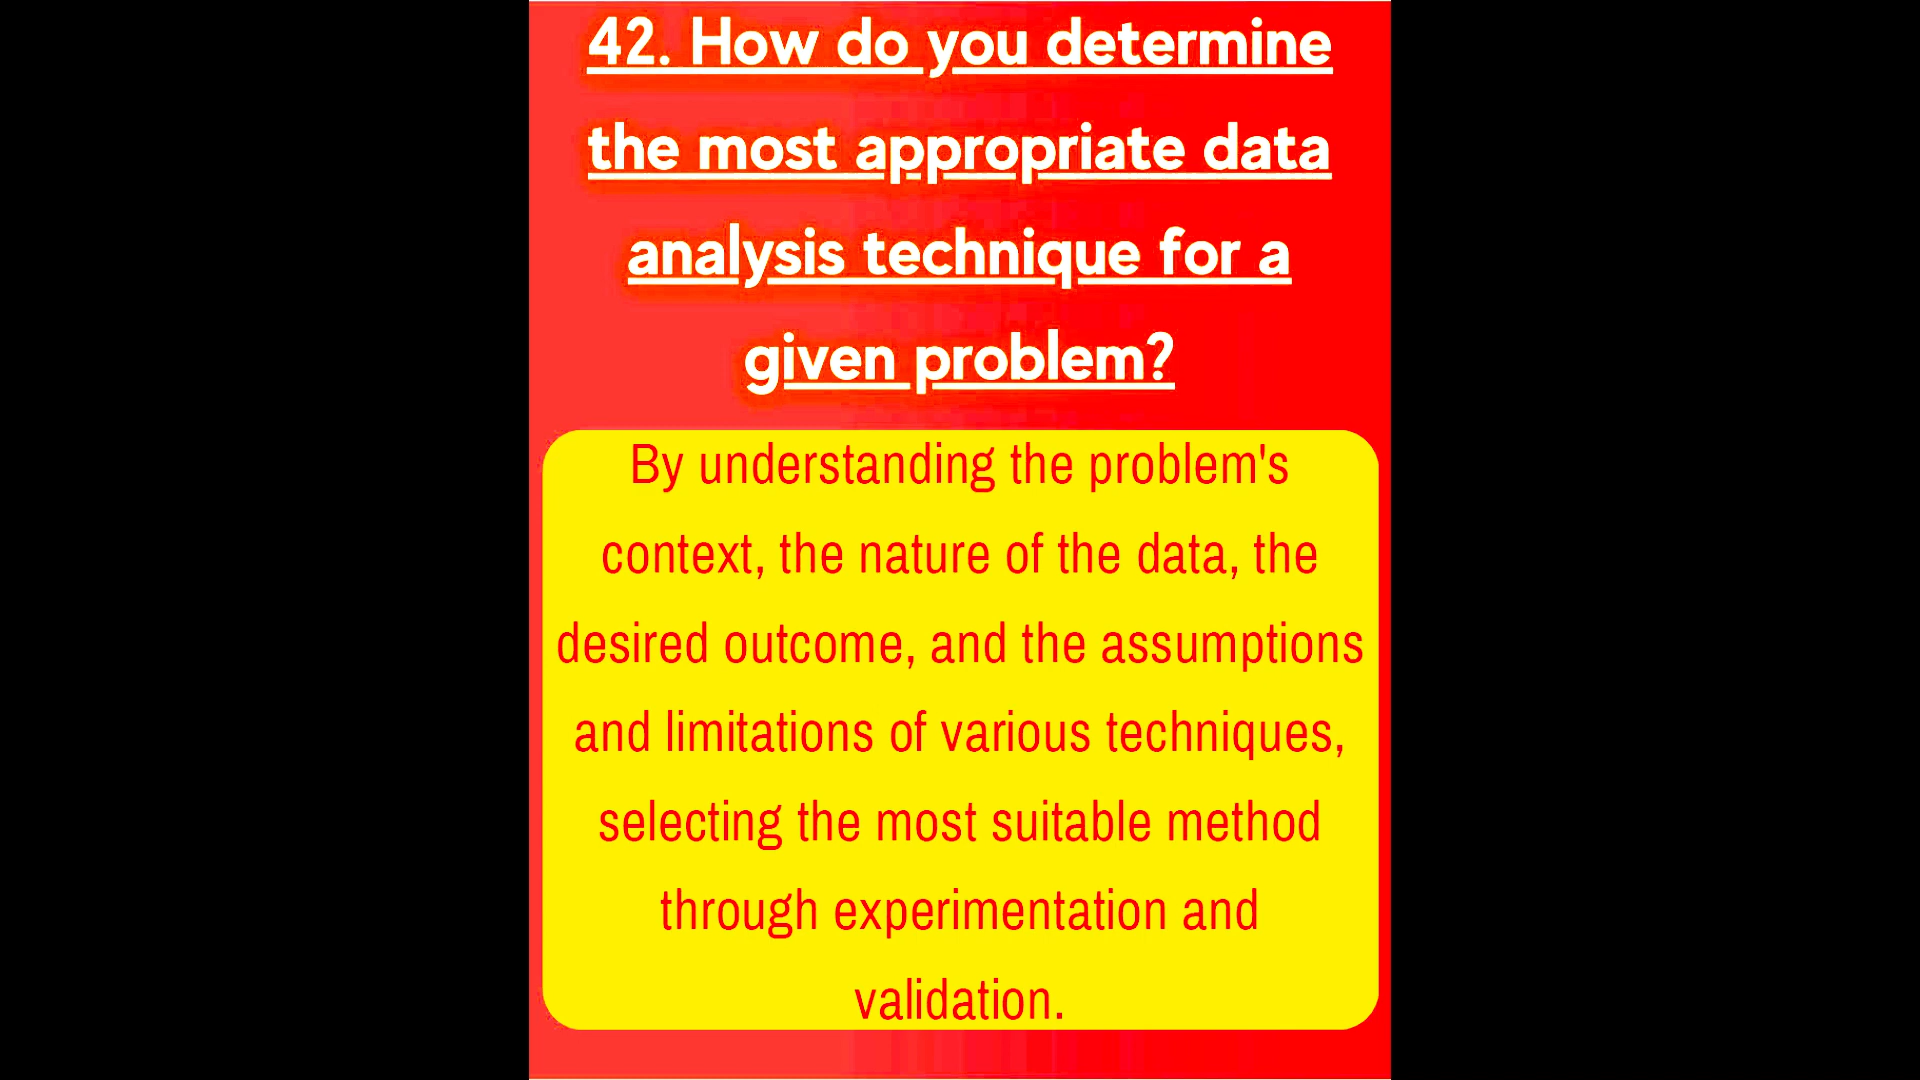 42. How do you determine
the most appropriate data
analysis technique for a
given problem?
By understanding the problem's
context, the nature of the data, the
desired outcome, and the assumptions
and limitations of various techniques,
selecting the most suitable method
through experimentation and
validation.